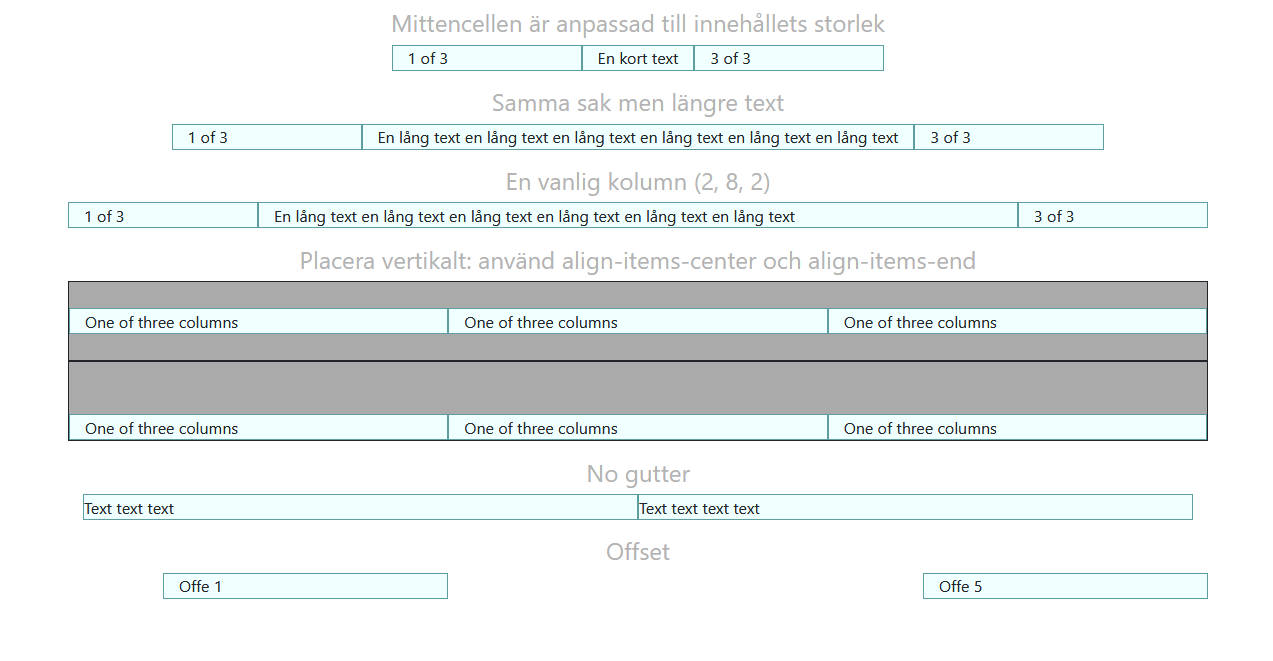 Mittencellen är anpassad till innehållets storlek
1 of 3 En kort text 3 of 3
Samma sak men längre text
1 of 3 En lång text en lång text en lång text en lång text en lång text en lång text 3 of 3
En vanlig kolumn (2, 8, 2)
1 of 3 En lång text en lång text en lång text en lång text en lång text en lång text 3 of 3
Placera vertikalt: använd align-items-center och align-items-end
One of three columns One of three columns One of three columns
One of three columns One of three columns One of three columns
No gutter
Text text text Text text text text
Offset
Offe 1 Offe 5